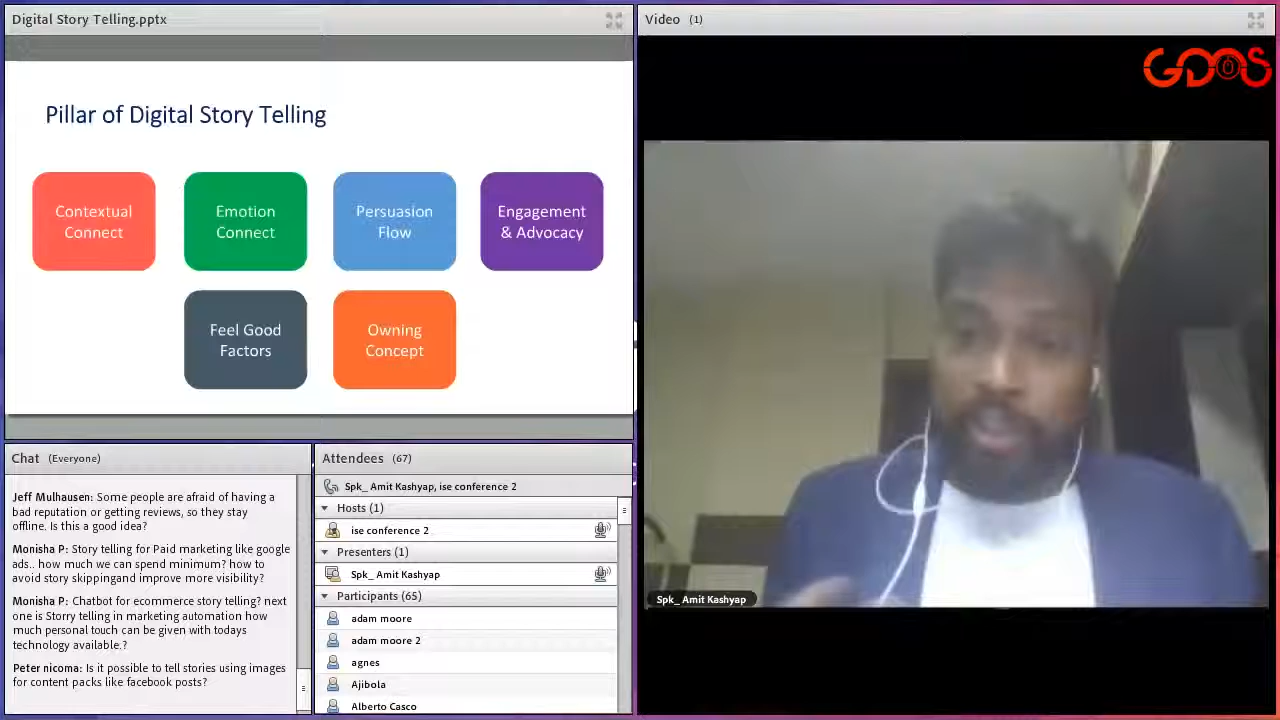 Digital Story Telling.pptx
Pillar of Digital Story Telling
Contextual
Connect
Emotion
Connect
Persuasion
Flow
Engagement
& Advocacy
Feel Good
Factors
Owning
Concept
Chat (Everyone)
Jeff Mulhausen: Some people are afraid of having a
bad reputation or getting reviews, so they stay
offline. Is this a good idea?
Monisha P: Story telling for Paid marketing like google
ads.. how much we can spend minimum? how to
avoid story skippingand improve more visibility?
Monisha P: Chatbot for ecommerce story telling? next
one is Storry telling in marketing automation how
much personal touch can be given with todays
technology available.?
Peter nicoma: Is it possible to tell stories using images
for content packs like facebook posts?
Attendees (67)
Spk_ Amit Kashyap, ise conference 2
Hosts (1)
ise conference 2
Presenters (1)
Spk_ Amit Kashyap
Participants (65)
adam moore
adam moore 2
agnes
Ajibola
Alberto Casco
Video (1)
GDOS
Spk_ Amit Kashyap